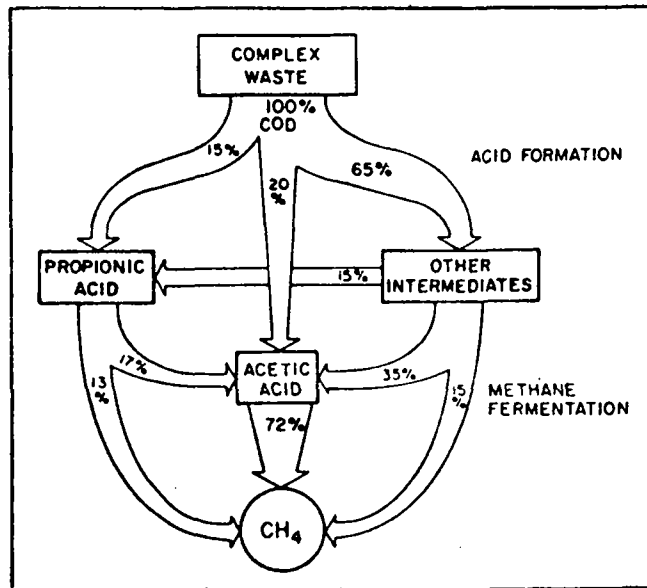 COMPLEX
WASTE
100%
COD
15%
20
%
65%
ACID FORMATION
PROPIONIC
ACID
15%
OTHER
INTERMEDIATES
17%
13
%
ACETIC
ACID
35%
15
%
METHANE
FERMENTATION
72%
CH₄